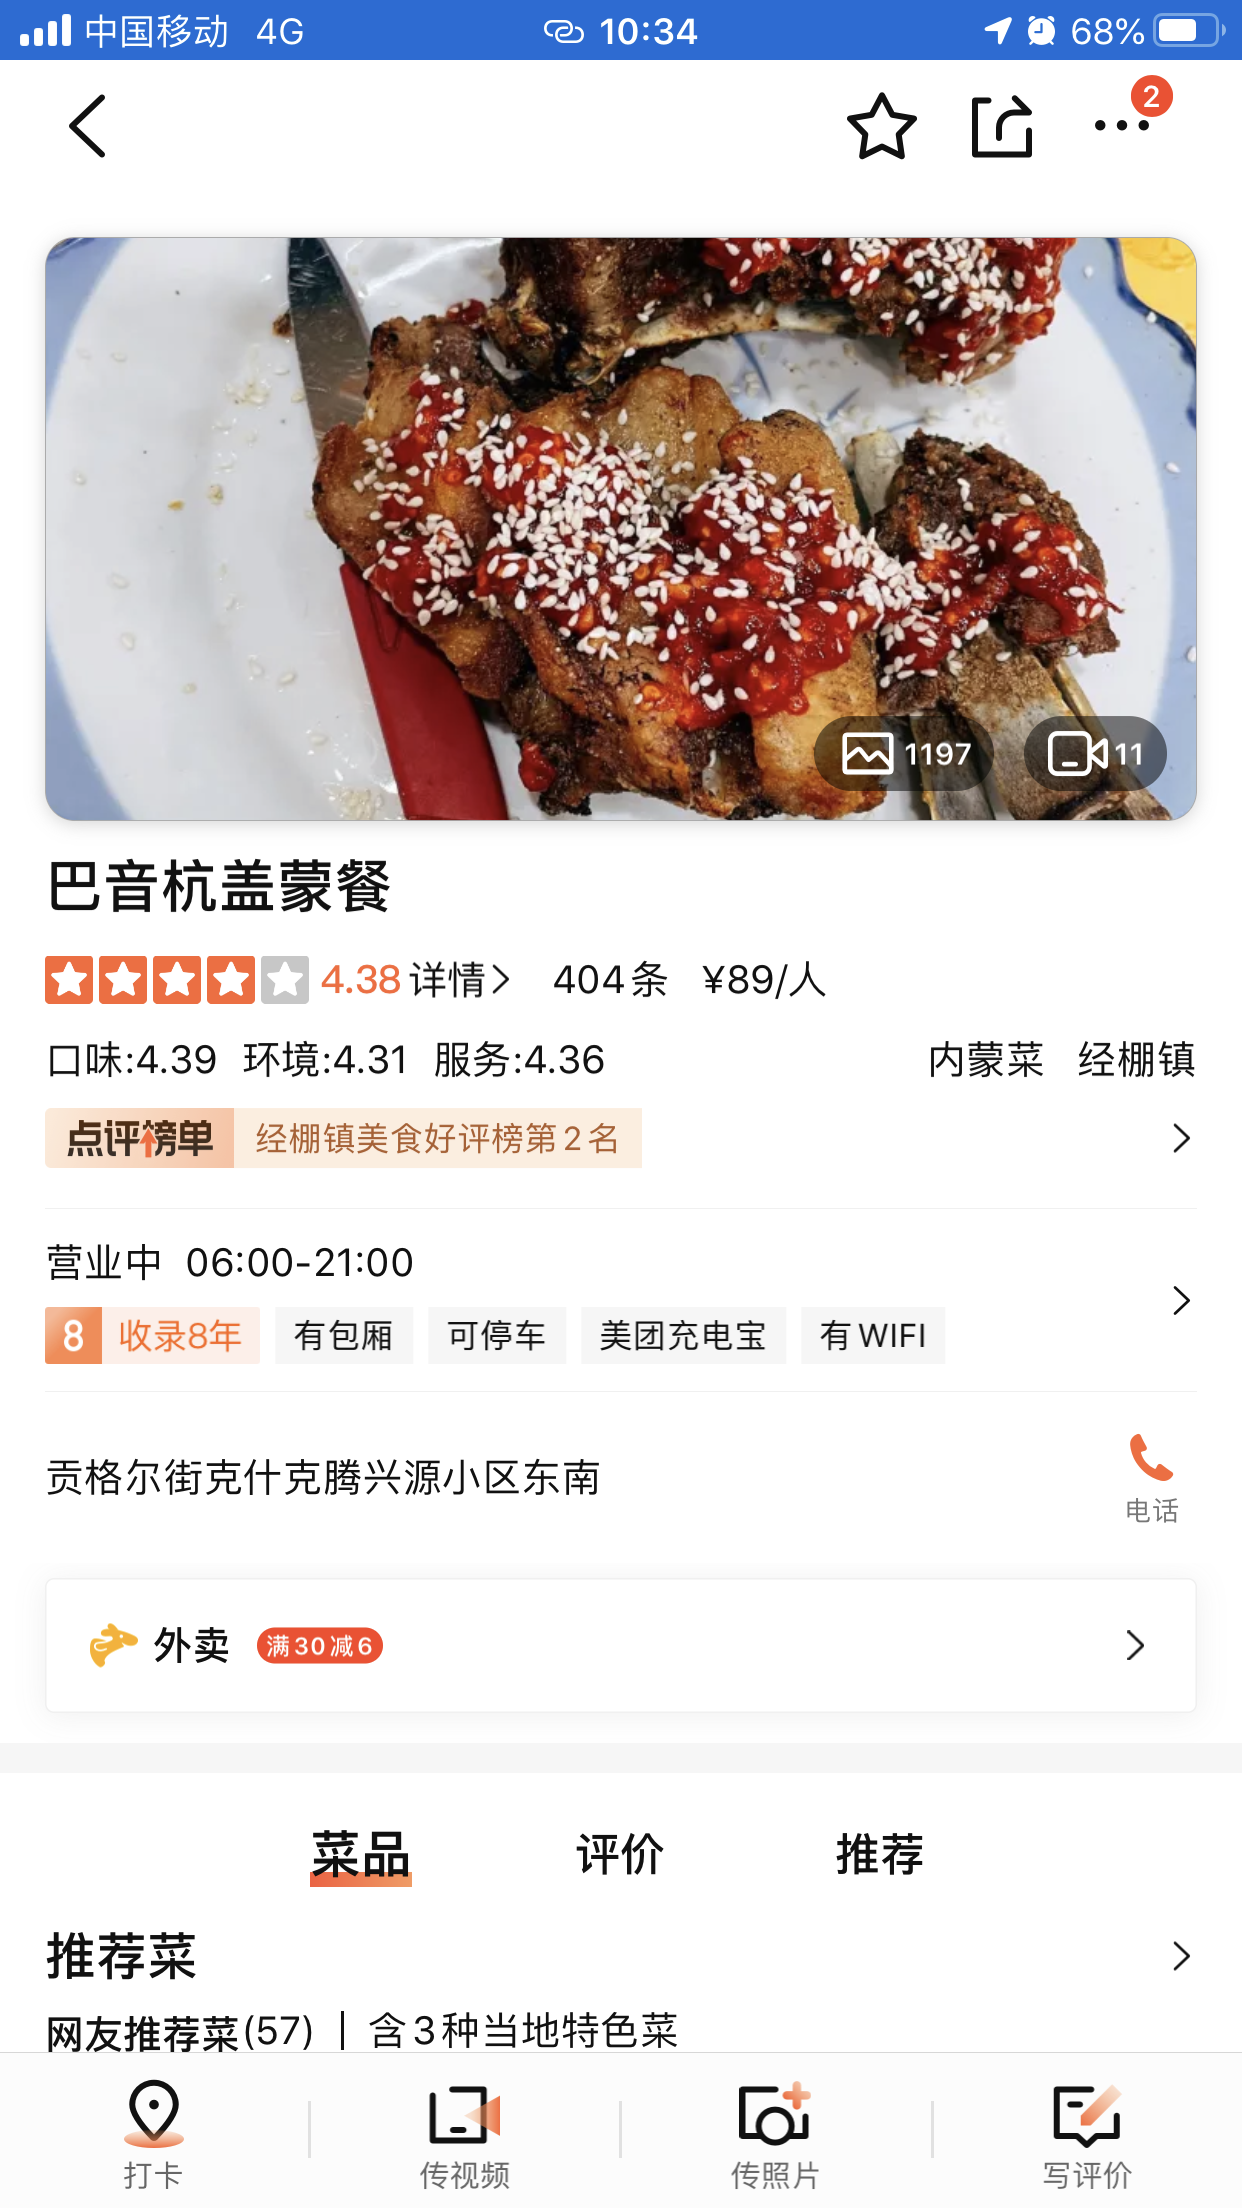 中国移动 4G 10:34 68%
2
1197 11
巴音杭盖蒙餐
4.38 详情 404条 ¥89/人
口味:4.39 环境:4.31 服务:4.36 内蒙菜 经棚镇
点评榜单 经棚镇美食好评榜第2名
营业中 06:00-21:00
8 收录8年 有包厢 可停车 美团充电宝 有WIFI
贡格尔街克什克腾兴源小区东南
电话
外卖 满30减6
菜品 评价 推荐
推荐菜
网友推荐菜(57) | 含3种当地特色菜
打卡 传视频 传照片 写评价